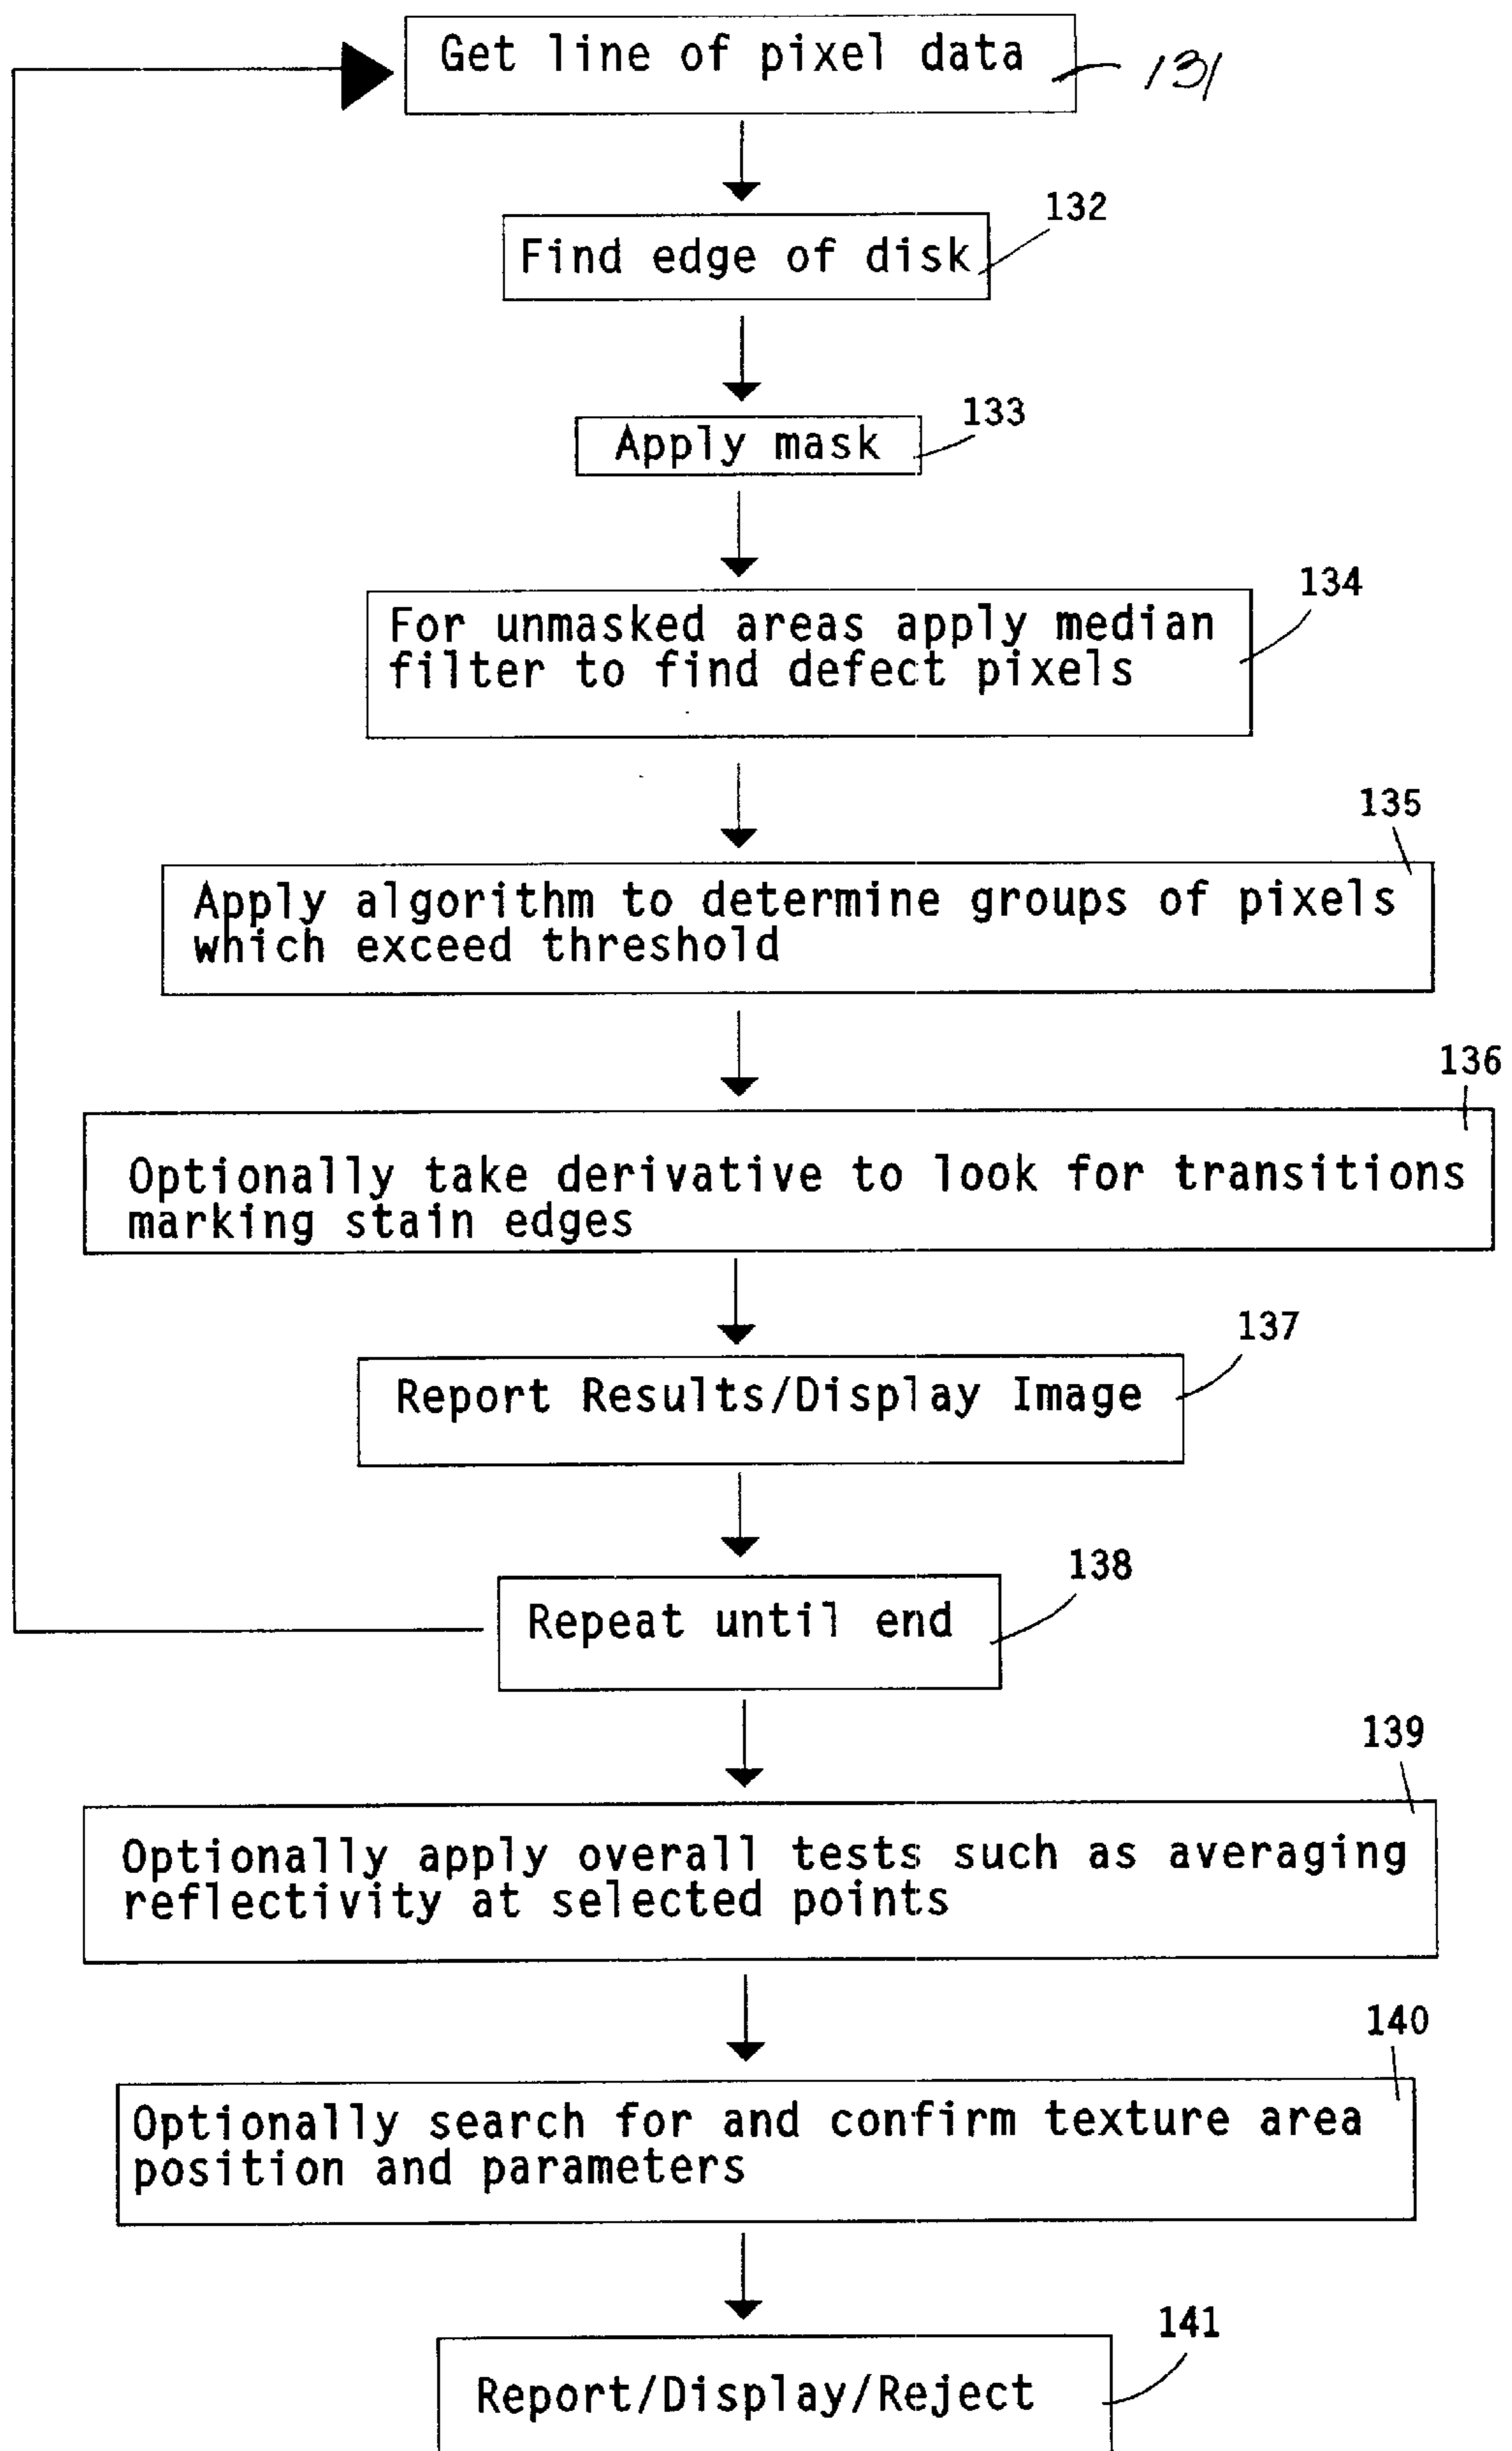 Get line of pixel data
131
132
Find edge of disk
133
Apply mask
134
For unmasked areas apply median
filter to find defect pixels
135
Apply algorithm to determine groups of pixels
which exceed threshold
136
Optionally take derivative to look for transitions
marking stain edges
137
Report Results/Display Image
138
Repeat until end
139
Optionally apply overall tests such as averaging
reflectivity at selected points
140
Optionally search for and confirm texture area
position and parameters
141
Report/Display/Reject